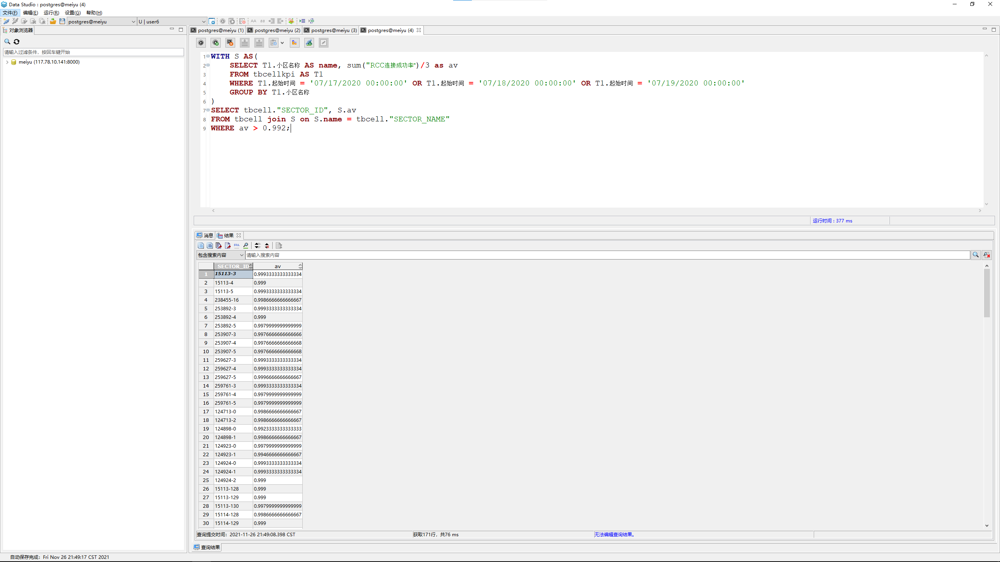 Data Studio : postgres@meiyu (4)
文件(F) 编辑(E) 运行(R) 设置(G) 帮助(H)
postgres@meiyu U | user6
对象浏览器
请输入过滤条件，按回车键开始
meiyu (117.78.10.141:8000)
postgres@meiyu (1) postgres@meiyu (2) postgres@meiyu (3) postgres@meiyu (4)
1 WITH S AS(
2 SELECT T1.小区名称 AS name, sum("RCC连接成功率")/3 as av
3 FROM tbcellkpi AS T1
4 WHERE T1.起始时间 = '07/17/2020 00:00:00' OR T1.起始时间 = '07/18/2020 00:00:00' OR T1.起始时间 = '07/19/2020 00:00:00'
5 GROUP BY T1.小区名称
6 )
7 SELECT tbcell."SECTOR_ID", S.av
8 FROM tbcell join S on S.name = tbcell."SECTOR_NAME"
9 WHERE av > 0.992;
运行时间 : 377 ms
消息 结果
包含搜索内容 请输入搜索内容
SECTOR_ID av
1 15113-3 0.9993333333333334
2 15113-4 0.999
3 15113-5 0.9993333333333334
4 238455-16 0.9986666666666667
5 253892-3 0.9993333333333334
6 253892-4 0.999
7 253892-5 0.9979999999999999
8 253907-3 0.9976666666666666
9 253907-4 0.9976666666666668
10 253907-5 0.9976666666666668
11 259627-3 0.9993333333333334
12 259627-4 0.9993333333333334
13 259627-5 0.9996666666666667
14 259761-3 0.9993333333333334
15 259761-4 0.9979999999999999
16 259761-5 0.9979999999999999
17 124713-0 0.9986666666666667
18 124713-2 0.9986666666666667
19 124898-0 0.9923333333333333
20 124898-1 0.9986666666666667
21 124923-0 0.9979999999999999
22 124923-1 0.9946666666666667
23 124924-0 0.9993333333333334
24 124924-1 0.9993333333333334
25 124924-2 0.999
26 15113-128 0.999
27 15113-129 0.999
28 15113-130 0.9979999999999999
29 15114-128 0.9986666666666667
30 15114-129 0.999
查询提交时间：2021-11-26 21:49:08.398 CST 获取171行，共76 ms 无法编辑查询结果。
查询结果
自动保存完成：Fri Nov 26 21:49:17 CST 2021